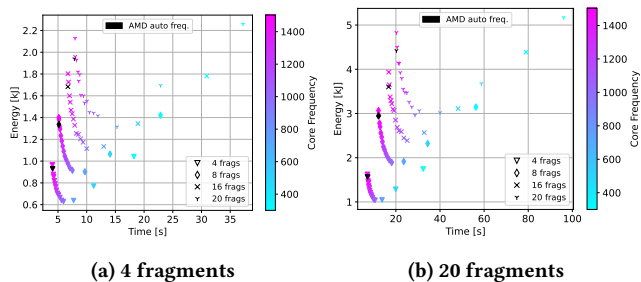 AMD auto freq.
AMD auto freq.
Energy [kJ]
2.2
2.0
1.8
1.6
1.4
1.2
1.0
0.8
0.6
5 10 15 20 25 30 35
Time [s]
4 frags
8 frags
16 frags
20 frags
1400
1200
1000
800
600
400
Core Frequency
Energy [kJ]
5
4
3
2
1
20 40 60 80 100
Time [s]
4 frags
8 frags
16 frags
20 frags
1400
1200
1000
800
600
400
Core Frequency
(a) 4 fragments
(b) 20 fragments